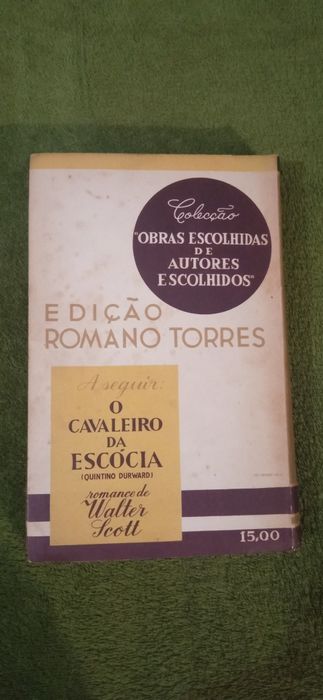 Colecção
"OBRAS ESCOLHIDAS
DE
AUTORES
ESCOLHIDOS"
EDIÇÃO
ROMANO TORRES
A seguir:
O
CAVALEIRO
DA
ESCÓCIA
(QUINTINO DURWARD)
romance de
Walter
Scott
15,00